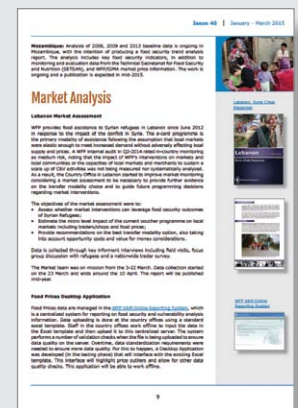 Issue 40 | January - March 2015
Mozambique: Analysis of 2006, 2009 and 2013 baseline data is ongoing in
Mozambique, with the intention of producing a food security trend analysis
report. The analysis includes key food security indicators, in addition to
monitoring and evaluation data from the Technical Secretariat for Food Security
and Nutrition (SETSAN), and WFP/SIMA market price information. The work is
ongoing and a publication is expected in mid-2015.
Market Analysis
Lebanon Market Assessment
WFP provides food assistance to Syrian refugees in Lebanon since June 2012
in response to the impact of the conflict in Syria. The e-card programme is
the primary modality of assistance following the assumption that local markets
were elastic enough to meet increased demand without adversely affecting local
supply and prices. A WFP internal audit in Q2-2014 rated in-country monitoring
as medium risk, noting that the impact of WFP's interventions on markets and
local communities or the capacities of local markets and merchants to sustain a
scale up of C&V activities was not being measured nor systematically analysed.
As a result, the Country Office in Lebanon started to improve market monitoring
considering a market assessment to be necessary to provide further evidence
on the transfer modality choice and to guide future programming decisions
regarding market interventions.
The objectives of the market assessment were to:
• Assess whether market interventions can leverage food security outcomes
of Syrian Refugees;
• Estimate the micro level impact of the current voucher programme on local
markets including traders/shops and food prices;
• Provide recommendations on the best transfer modality option, also taking
into account opportunity costs and value for money considerations.
Data is collected through key informant interviews including field visits, focus
group discussion with refugees and a nationwide trader survey.
The Market team was on mission from the 3-22 March. Data collection started
on the 23 March and ends around the 10 April. The report will be published
mid-year.
Food Prices Desktop Application
Food Prices data are managed in the WFP VAM Online Reporting System, which
is a centralized system for reporting on food security and vulnerability analysis
information. Data uploading is done at the country offices using a standard
excel template. Staff in the country offices work offline to input the data in
the Excel template and then upload it to this centralised server. The system
performs a number of validation checks when the file is being uploaded to ensure
data quality on the server. Overtime, data standardization requirements were
needed to ensure more data quality. For this to happen, a Desktop Application
was developed (in the testing phase) that will interface with the existing Excel
template. This interface will highlight price outliers and allow for other data
quality checks. This application will be able to work offline.
Lebanon, Syria Crisis
Lebanon
WFP VAM Online
Reporting System
9